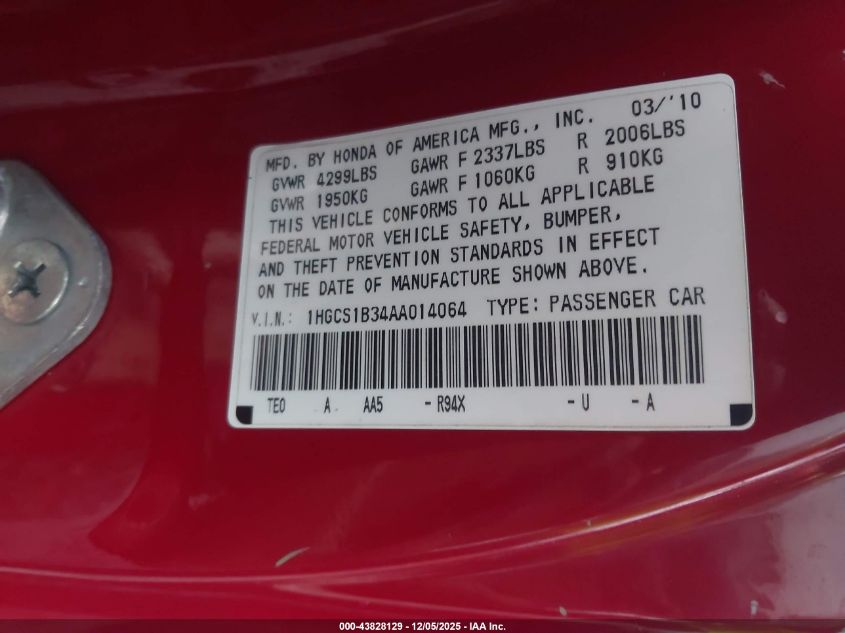 03/'10
MFD. BY HONDA OF AMERICA MFG., INC.
GVWR 4299LBS GAWR F 2337LBS R 2006LBS
GVWR 1950KG GAWR F 1060KG R 910KG
THIS VEHICLE CONFORMS TO ALL APPLICABLE
FEDERAL MOTOR VEHICLE SAFETY, BUMPER,
AND THEFT PREVENTION STANDARDS IN EFFECT
ON THE DATE OF MANUFACTURE SHOWN ABOVE.
V.I.N.: 1HGCS1B34AA014064 TYPE: PASSENGER CAR
TE0 A AA5 - R94X - U - A
000-43828129 - 12/05/2025 - IAA Inc.